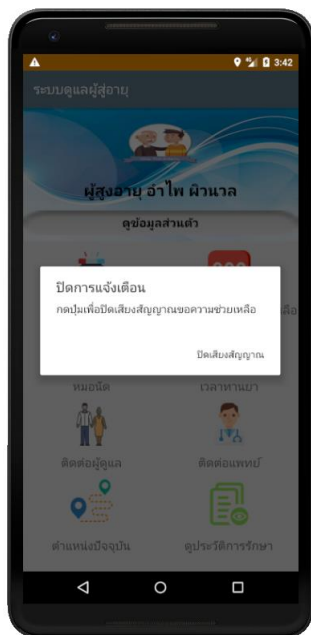 3:42
ระบบดูแลผู้สูงอายุ
ผู้สูงอายุ อำไพ ผิวนาล
ดูข้อมูลส่วนตัว
ปิดการแจ้งเตือน
กดปุ่มเพื่อปิดเสียงสัญญาณขอความช่วยเหลือ
ปิดเสียงสัญญาณ
หมอนัด
เวลาทานยา
ติดต่อผู้ดูแล
ติดต่อแพทย์
ตำแหน่งปัจจุบัน
ดูประวัติการรักษา